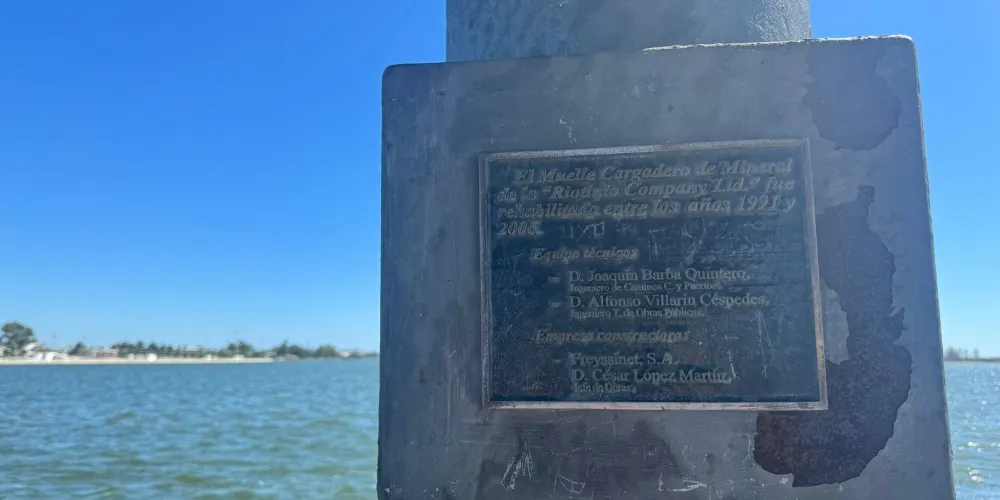 El Muelle Cargadero de Mineral
de la "Riotinto Company Ltd." fue
rehabilitado entre los años 1991 y
2006.
Equipo técnico:
- D. Joaquín Barba Quintero.
Ingeniero de Caminos C. y Puertos.
- D. Alfonso Villarín Céspedes.
Ingeniero T. de Obras Públicas.
Empresa constructora:
- Freyssinet, S.A.
D. César López Martín.
Jefe de Obras.